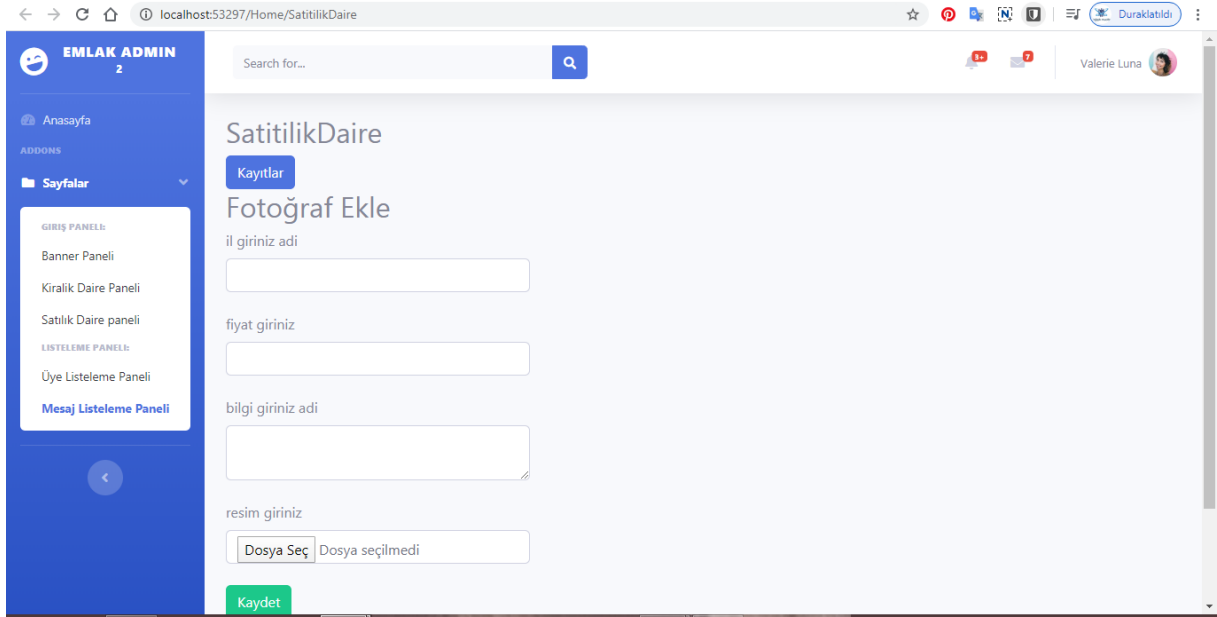 localhost:53297/Home/SatitilikDaire
Duraklatıldı
EMLAK ADMIN
2
Search for...
3+
7
Valerie Luna
Anasayfa
ADDONS
Sayfalar
GIRIŞ PANELI:
Banner Paneli
Kiralik Daire Paneli
Satılık Daire paneli
LISTELEME PANELI:
Üye Listeleme Paneli
Mesaj Listeleme Paneli
SatitilikDaire
Kayıtlar
Fotoğraf Ekle
il giriniz adi
fiyat giriniz
bilgi giriniz adi
resim giriniz
Dosya Seç Dosya seçilmedi
Kaydet